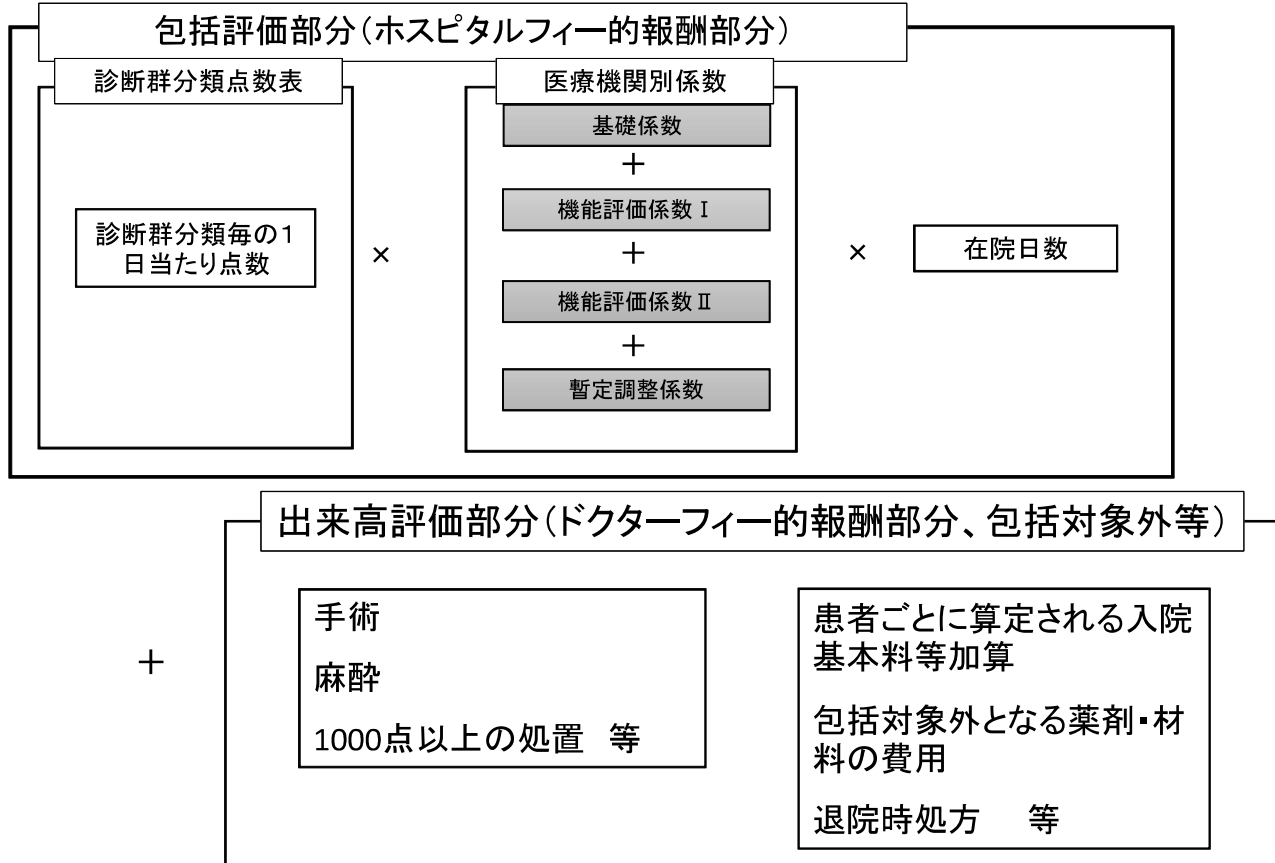 包括評価部分(ホスピタルフィー的報酬部分)
診断群分類点数表
診断群分類毎の1
日当たり点数
×
医療機関別係数
基礎係数
+
機能評価係数Ⅰ
+
機能評価係数Ⅱ
+
暫定調整係数
×
在院日数
+
出来高評価部分(ドクターフィー的報酬部分、包括対象外等)
手術
麻酔
1000点以上の処置 等
患者ごとに算定される入院
基本料等加算
包括対象外となる薬剤・材
料の費用
退院時処方 等